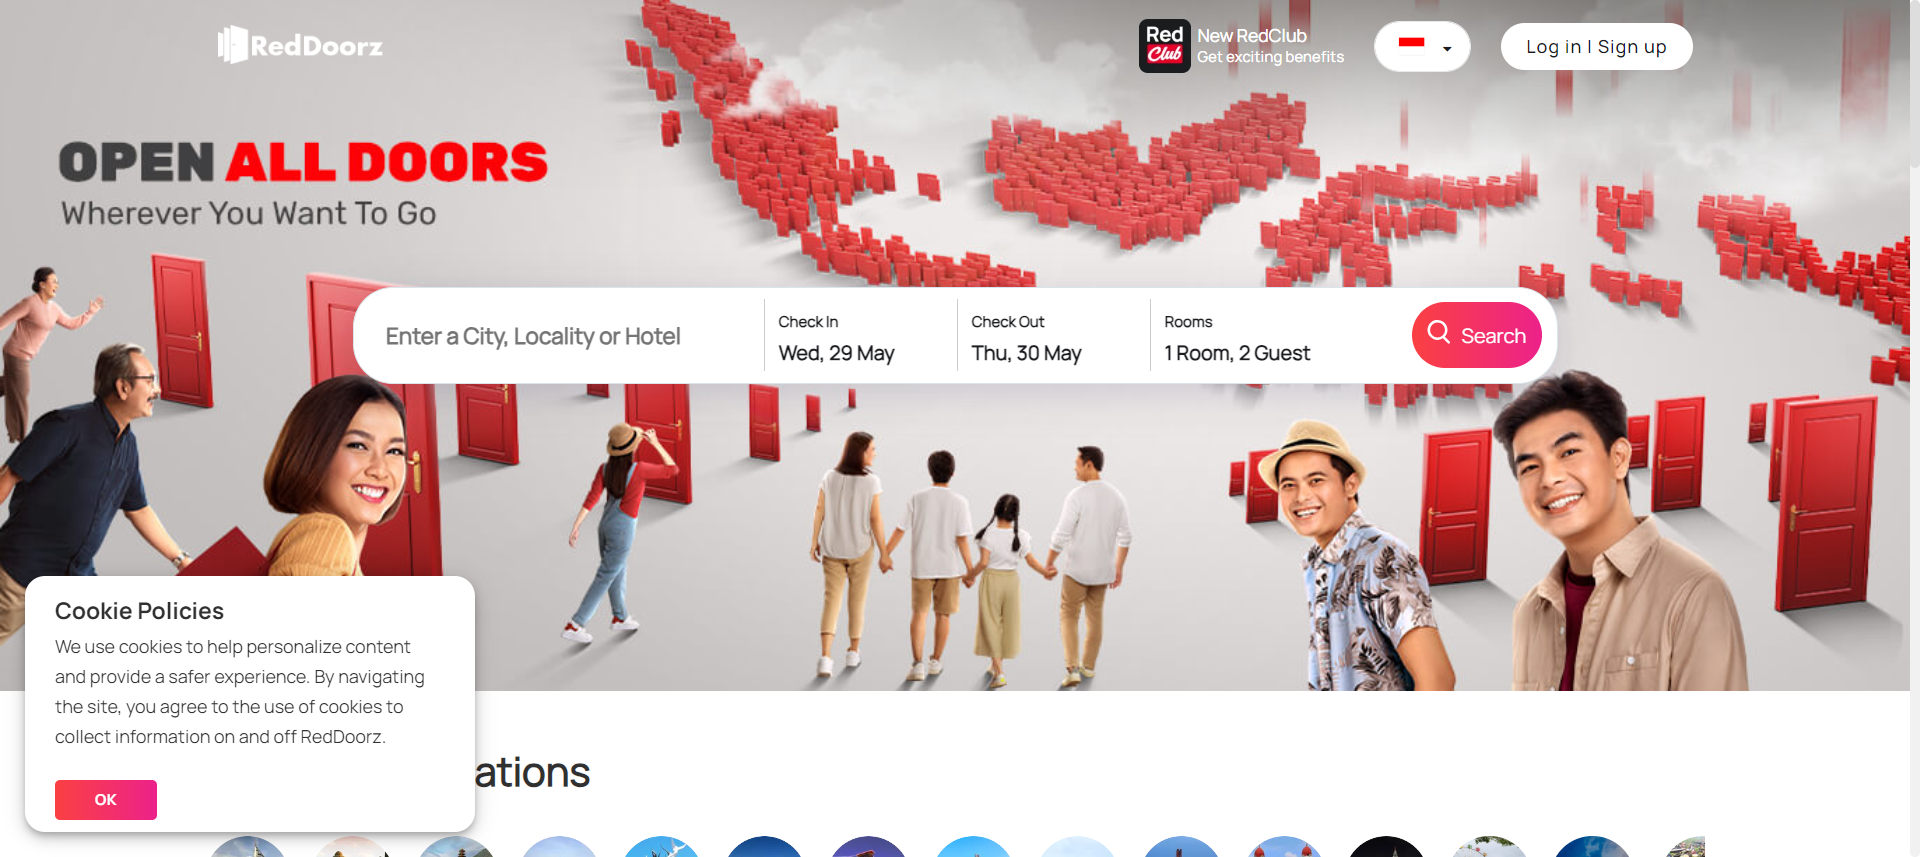 RedDoorz
Red
Club
New RedClub
Get exciting benefits
Log in | Sign up
OPEN ALL DOORS
Wherever You Want To Go
Enter a City, Locality or Hotel
Check In
Wed, 29 May
Check Out
Thu, 30 May
Rooms
1 Room, 2 Guest
Search
Cookie Policies
We use cookies to help personalize content
and provide a safer experience. By navigating
the site, you agree to the use of cookies to
collect information on and off RedDoorz.
OK
ations